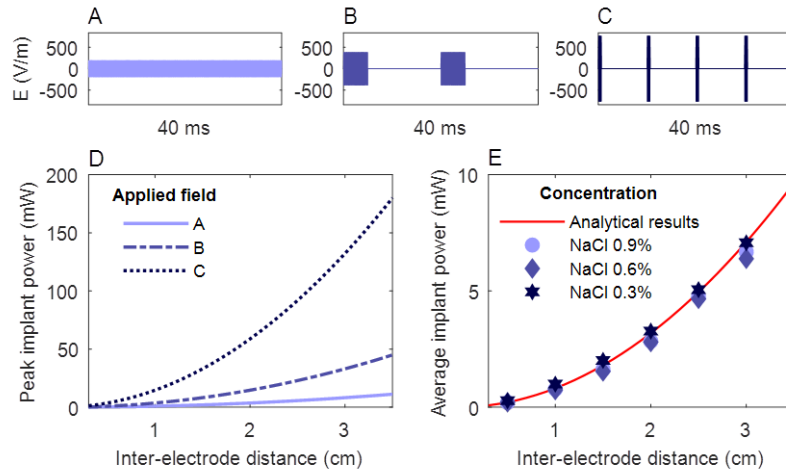 A
B
C
E (V/m)
500
0
-500
40 ms
500
0
-500
40 ms
500
0
-500
40 ms
D
Peak implant power (mW)
200
150
100
50
0
Applied field
A
B
C
1
2
3
Inter-electrode distance (cm)
E
Average implant power (mW)
10
5
0
Concentration
Analytical results
NaCl 0.9%
NaCl 0.6%
NaCl 0.3%
1
2
3
Inter-electrode distance (cm)